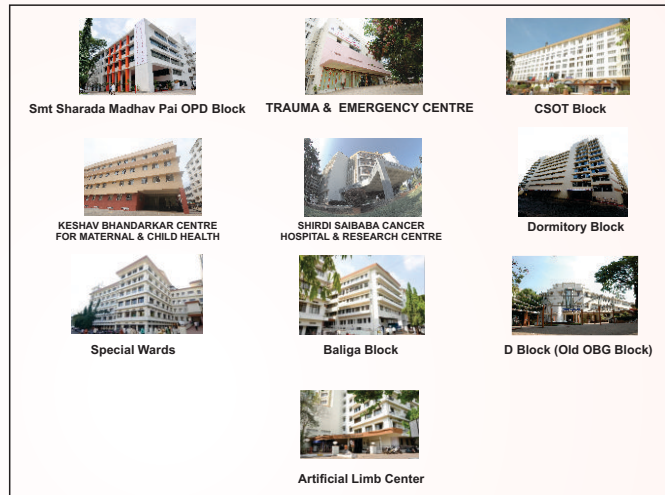 Smt Sharada Madhav Pai OPD Block
TRAUMA & EMERGENCY CENTRE
CSOT Block
KESHAV BHANDARKAR CENTRE
FOR MATERNAL & CHILD HEALTH
SHIRDI SAIBABA CANCER
HOSPITAL & RESEARCH CENTRE
Dormitory Block
Special Wards
Baliga Block
D Block (Old OBG Block)
Artificial Limb Center